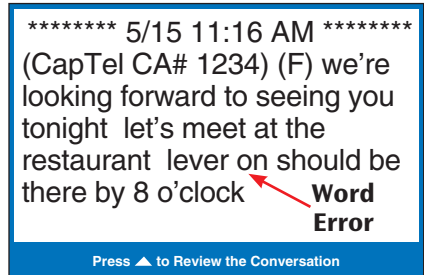 ******** 5/15 11:16 AM ********
(CapTel CA# 1234) (F) we're
looking forward to seeing you
tonight  let's meet at the
restaurant  lever on should be
there by 8 o'clock
Word
Error
Press ▲ to Review the Conversation